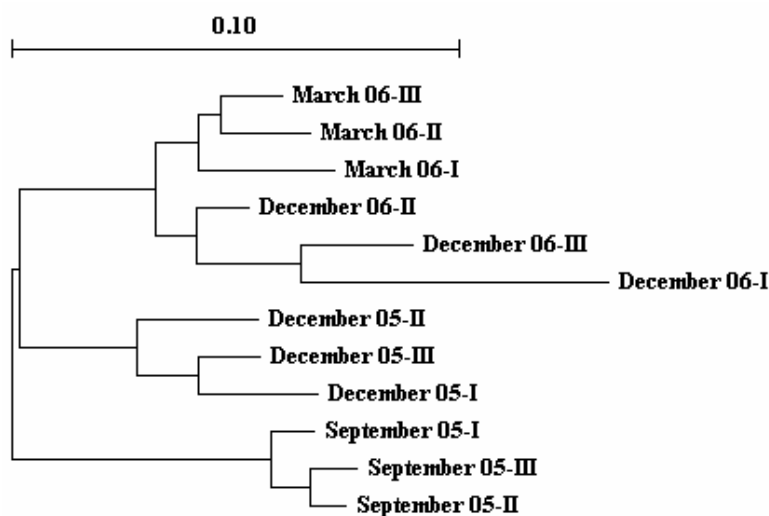 0.10
March 06-III
March 06-II
March 06-I
December 06-II
December 06-III
December 06-I
December 05-II
December 05-III
December 05-I
September 05-I
September 05-III
September 05-II